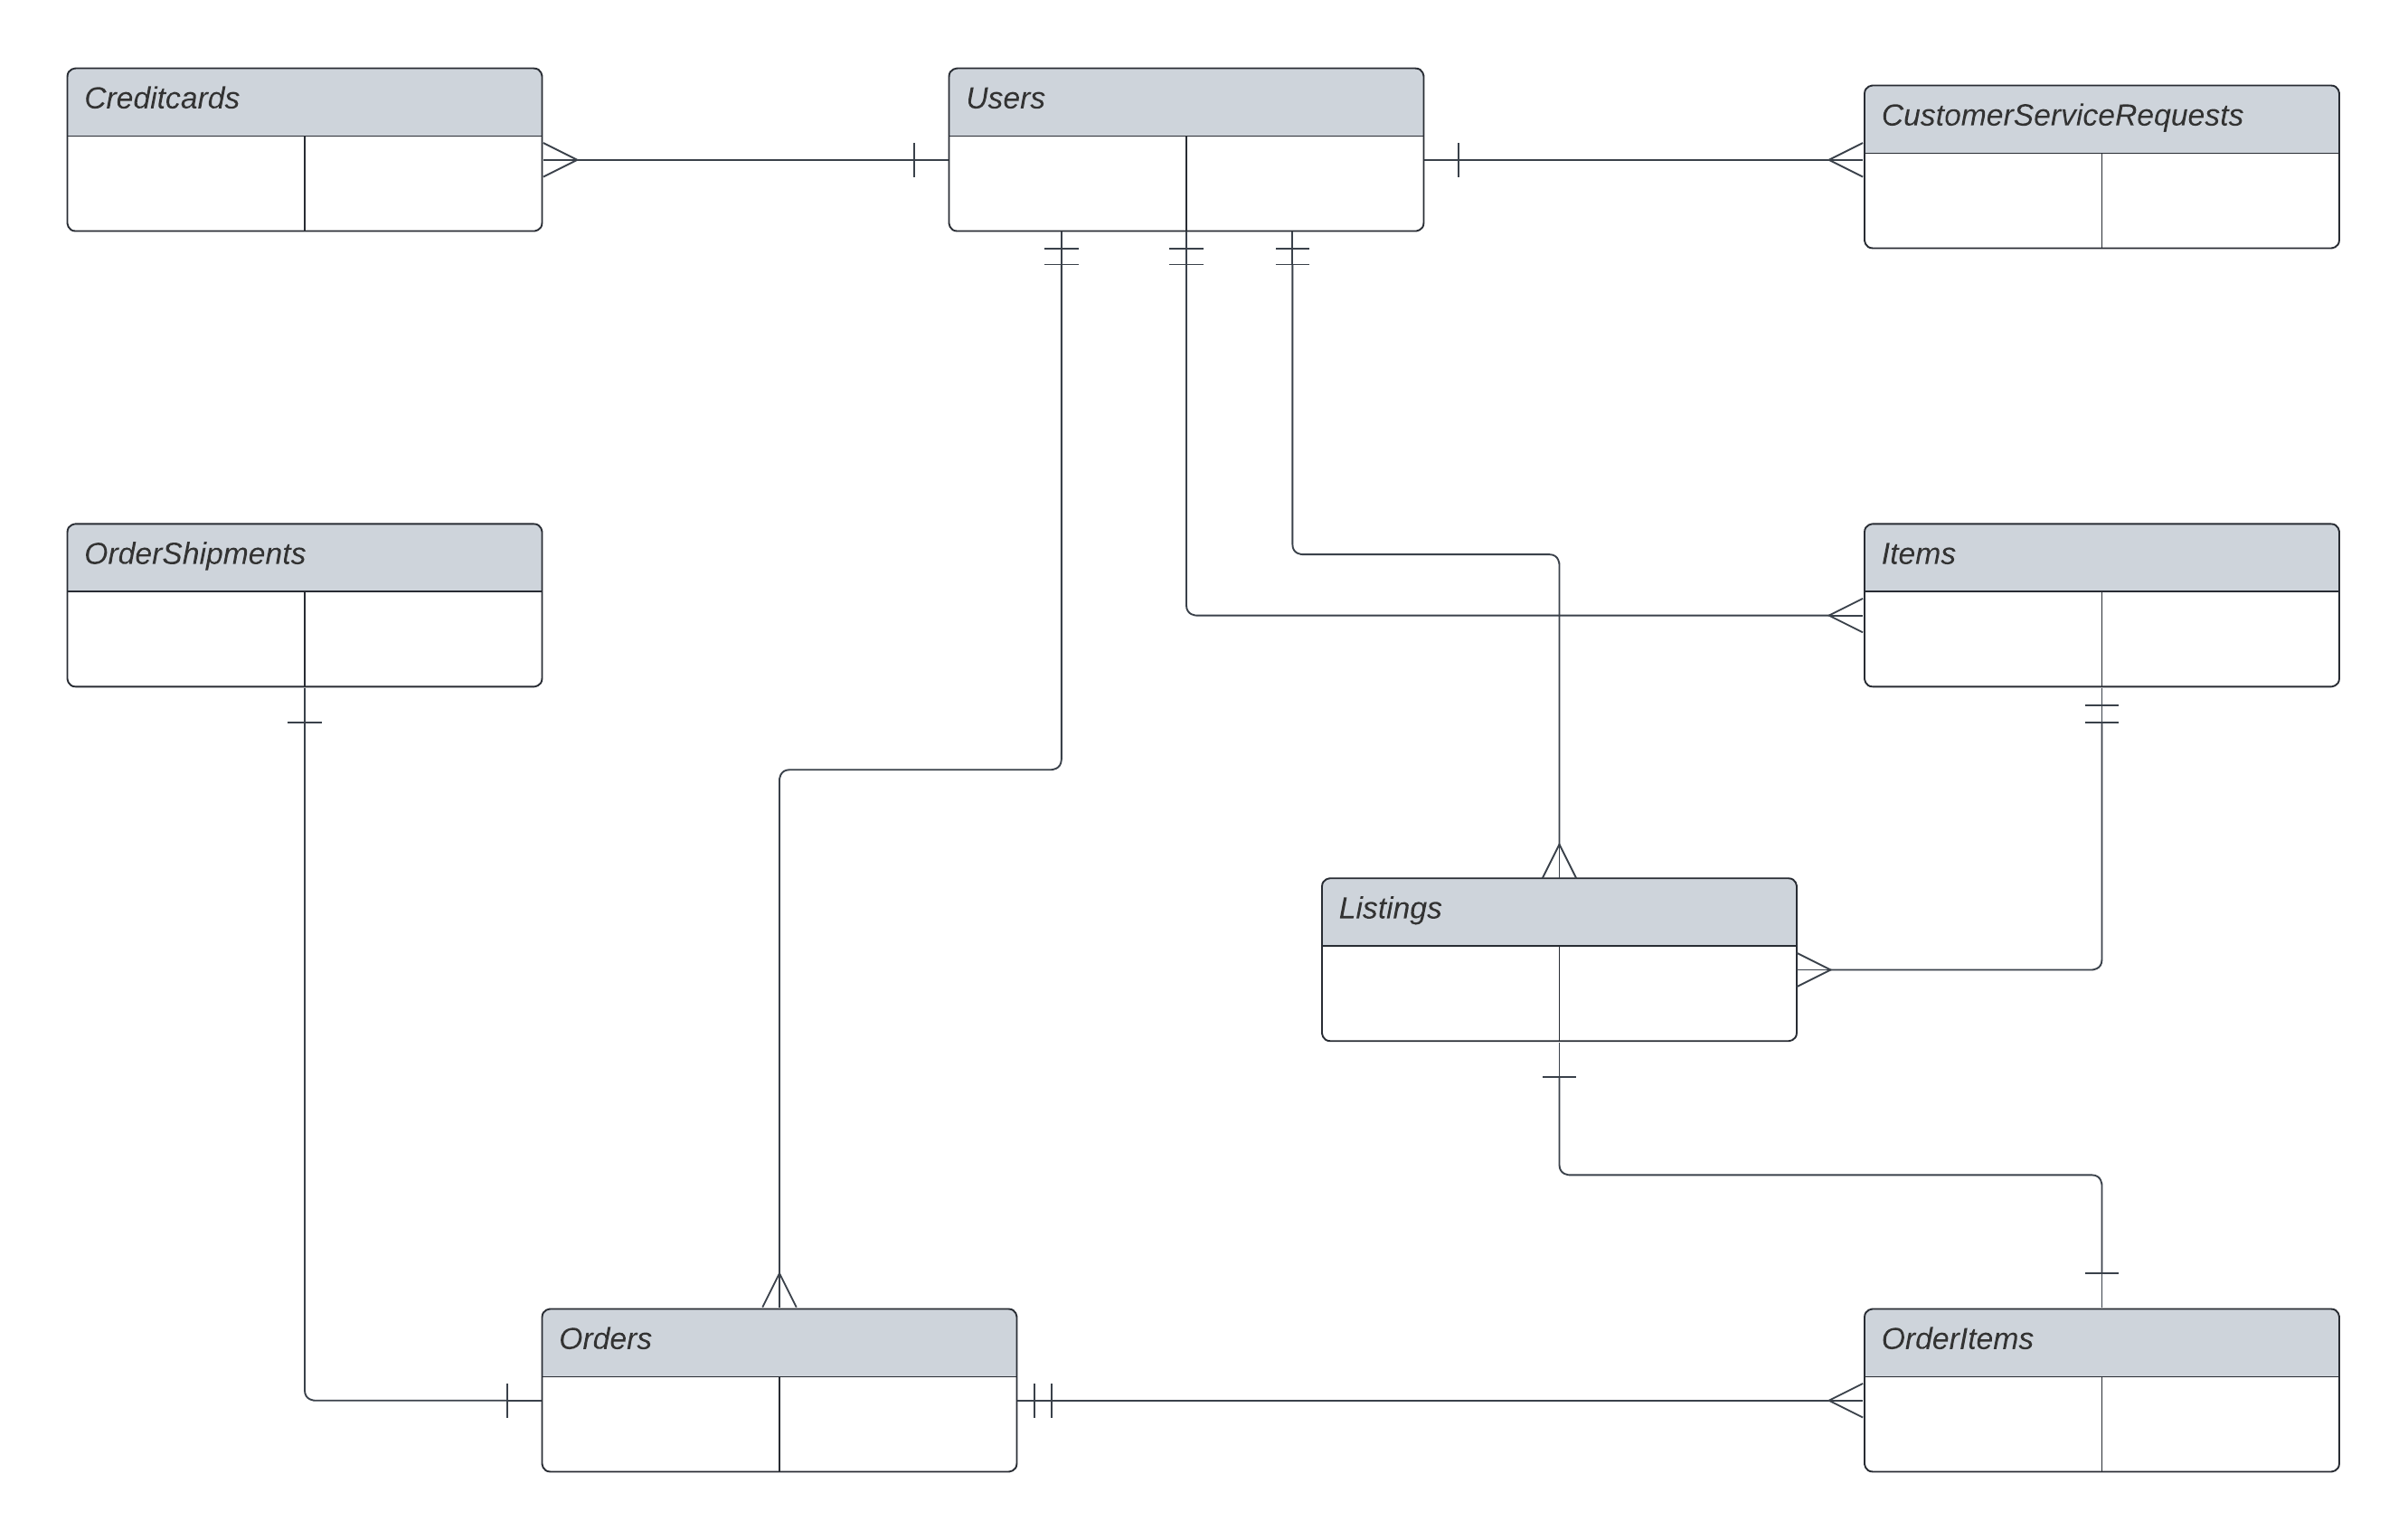 Creditcards
Users
CustomerServiceRequests
OrderShipments
Items
Listings
Orders
OrderItems